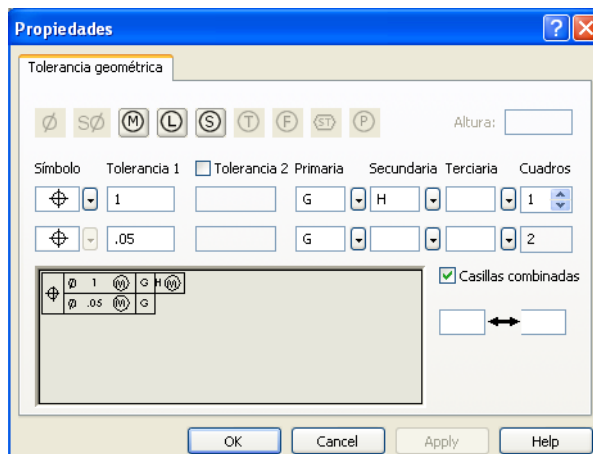 Propiedades
Tolerancia geométrica
Ø SØ M L S T F ST P Altura:
Símbolo Tolerancia 1 Tolerancia 2 Primaria Secundaria Terciaria Cuadros
1 G H 1
.05 G 2
Ø 1 M G H M
Ø .05 M G
Casillas combinadas
OK Cancel Apply Help